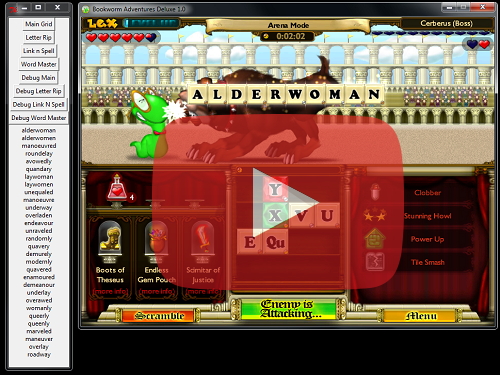 Main Grid
Letter Rip
Link n Spell
Word Master
Debug Main
Debug Letter Rip
Debug Link N Spell
Debug Word Master
alderwoman
alderwomen
manoeuvred
roundelay
avowedly
quandary
laywoman
laywomen
unequaled
manoeuvre
underway
overladen
endeavour
unraveled
randomly
quavery
demurely
modernly
quavered
enamoured
demeanour
underlay
overawed
womanly
queerly
queenly
marveled
maneuver
overlay
roadway
Bookworm Adventures Deluxe 1.0
Lex
Arena Mode
Cerberus (Boss)
0:02:02
ALDERWOMAN
4
Boots of
Theseus
[more info]
Endless
Gem Pouch
[more info]
Scimitar of
Justice
[more info]
Y
X V U
E Qu
Clobber
Stunning Howl
Power Up
Tile Smash
Scramble
Enemy is
Attacking...
Menu